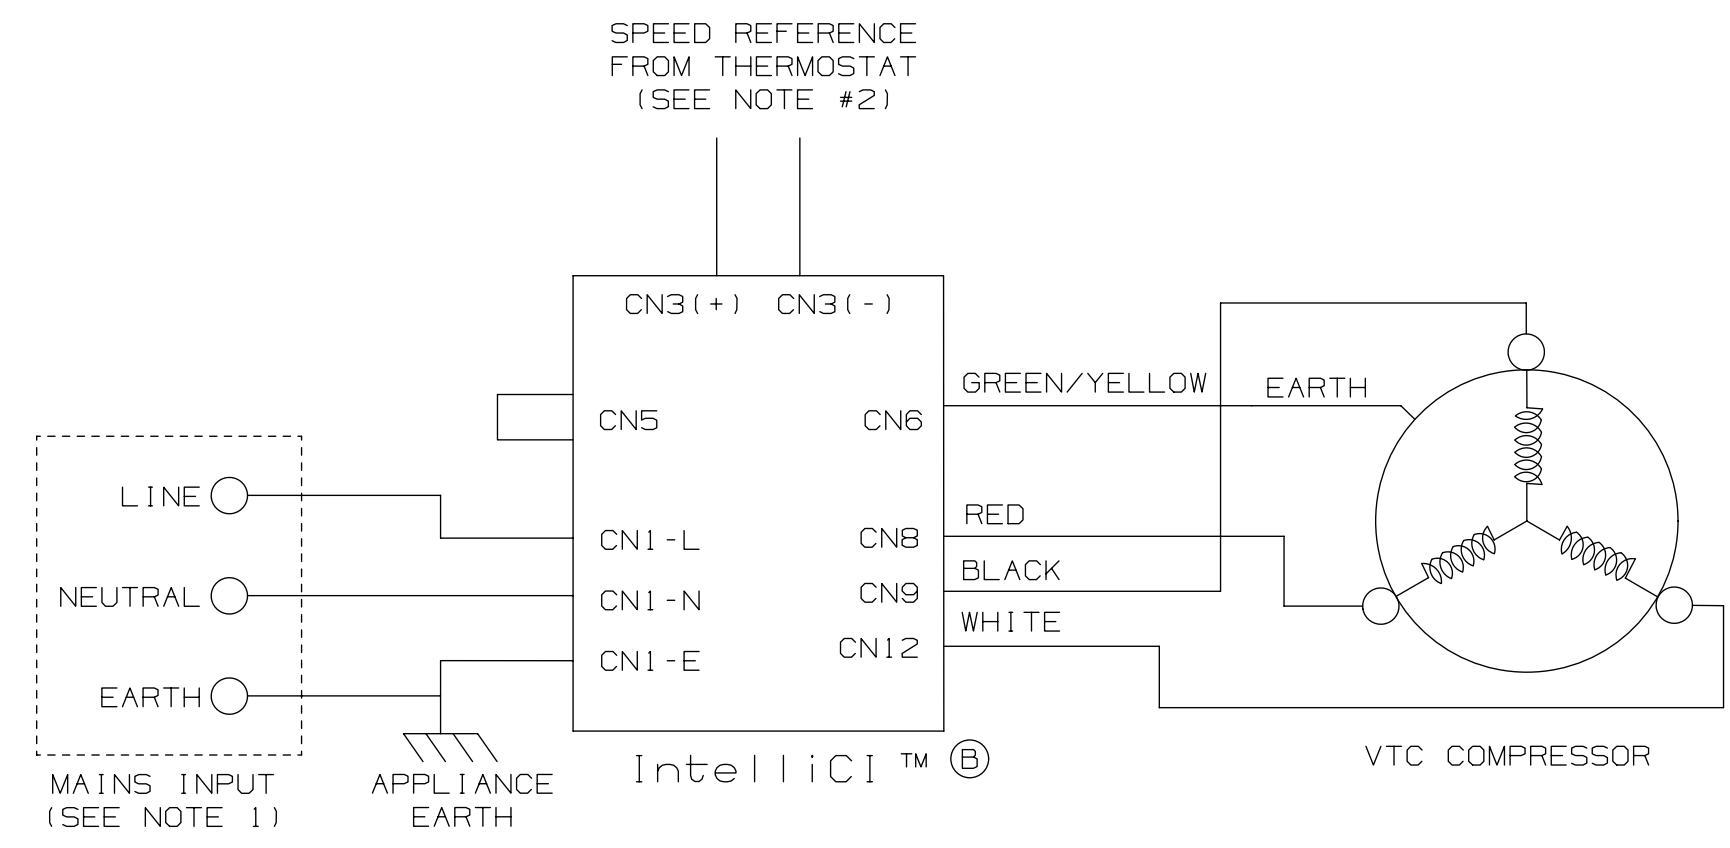 SPEED REFERENCE
FROM THERMOSTAT
(SEE NOTE #2)
CN3(+) CN3(-)
GREEN/YELLOW EARTH
CN5 CN6
LINE
RED
CN1-L CN8
BLACK
NEUTRAL CN1-N CN9
WHITE
CN1-E CN12
EARTH
MAINS INPUT
(SEE NOTE 1)
APPLIANCE
EARTH
IntelliCI ™ B
VTC COMPRESSOR